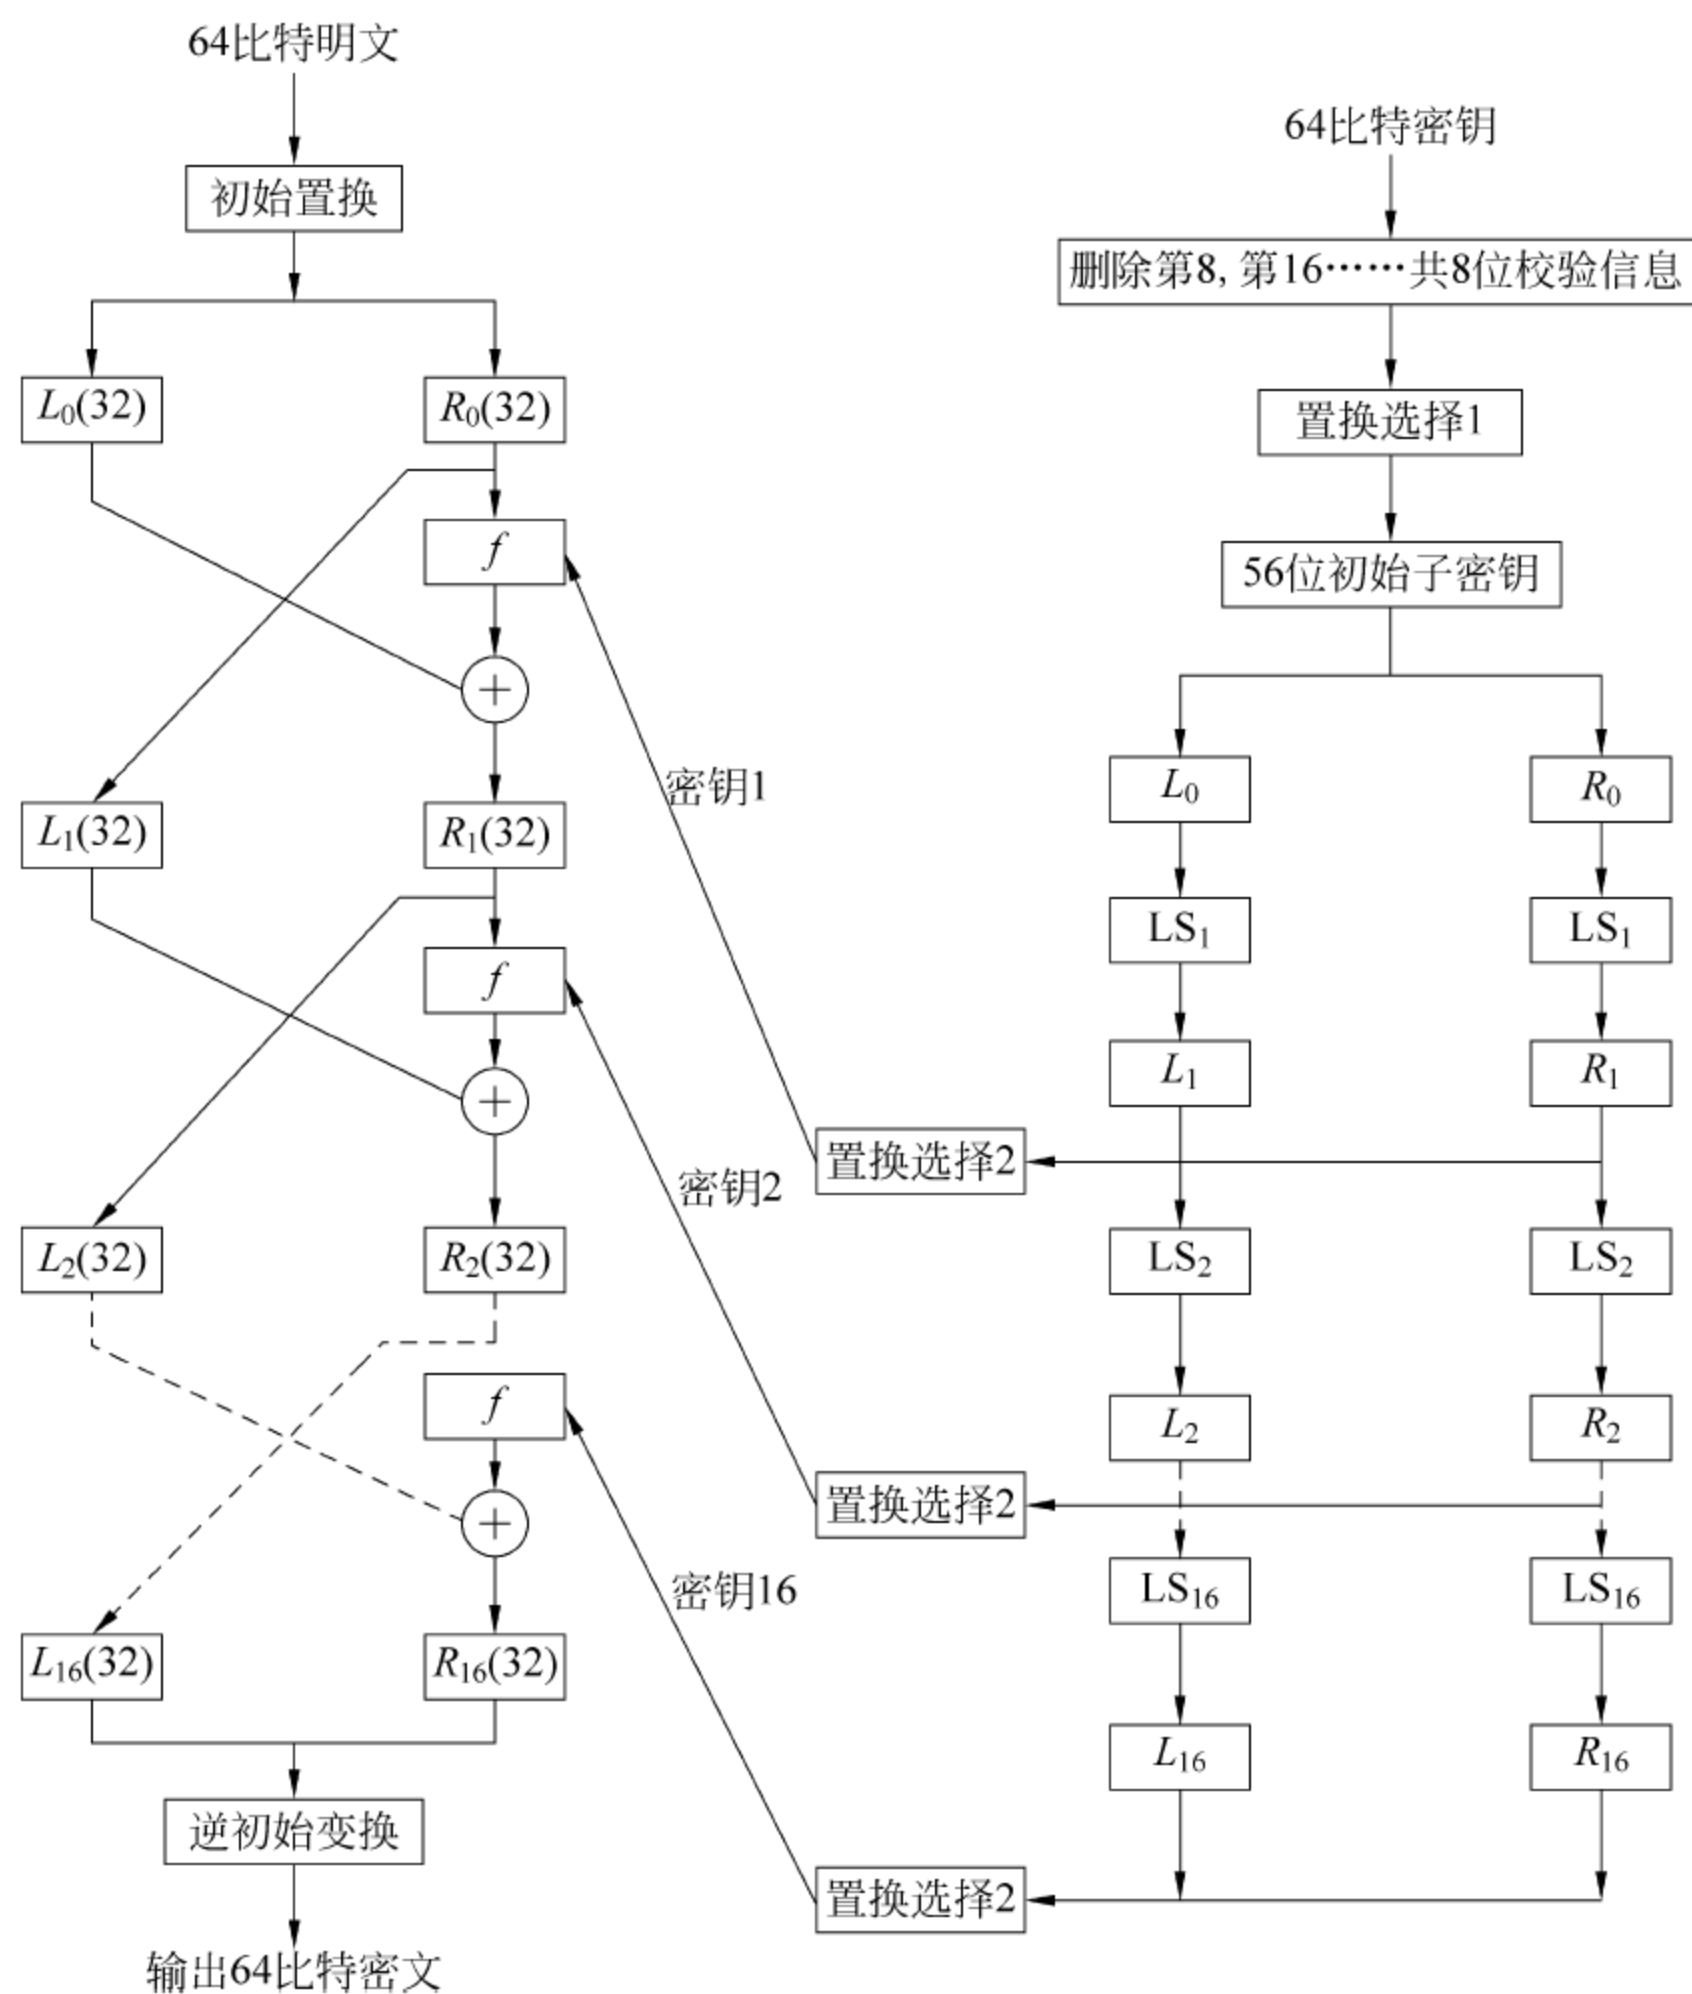 64比特明文
初始置换
L₀(32)
R₀(32)
f
L₁(32)
R₁(32)
f
L₂(32)
R₂(32)
f
L₁₆(32)
R₁₆(32)
逆初始变换
输出64比特密文
密钥1
密钥2
密钥16
置换选择2
置换选择2
置换选择2
64比特密钥
删除第8, 第16……共8位校验信息
置换选择1
56位初始子密钥
L₀
R₀
LS₁
LS₁
L₁
R₁
LS₂
LS₂
L₂
R₂
LS₁₆
LS₁₆
L₁₆
R₁₆